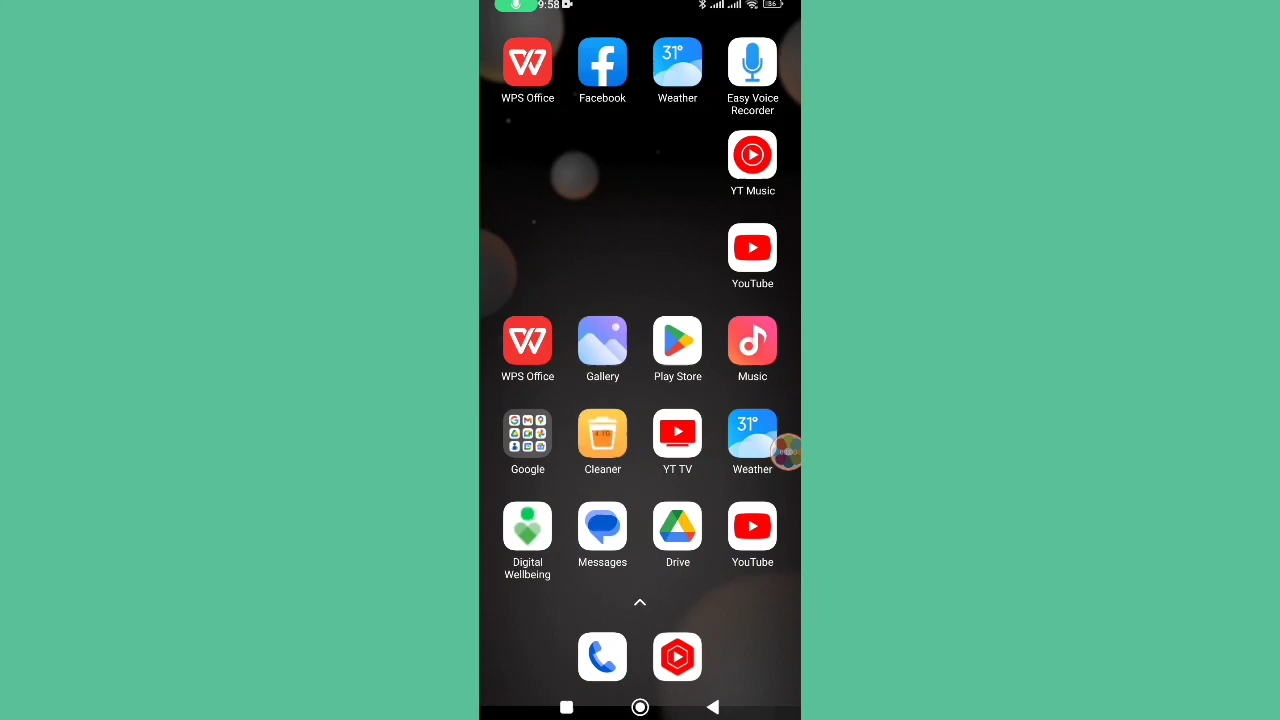 9:58
56
31°
WPS Office
Facebook
Weather
Easy Voice
Recorder
YT Music
YouTube
WPS Office
Gallery
Play Store
Music
31°
Google
Cleaner
YT TV
Weather
Digital
Wellbeing
Messages
Drive
YouTube